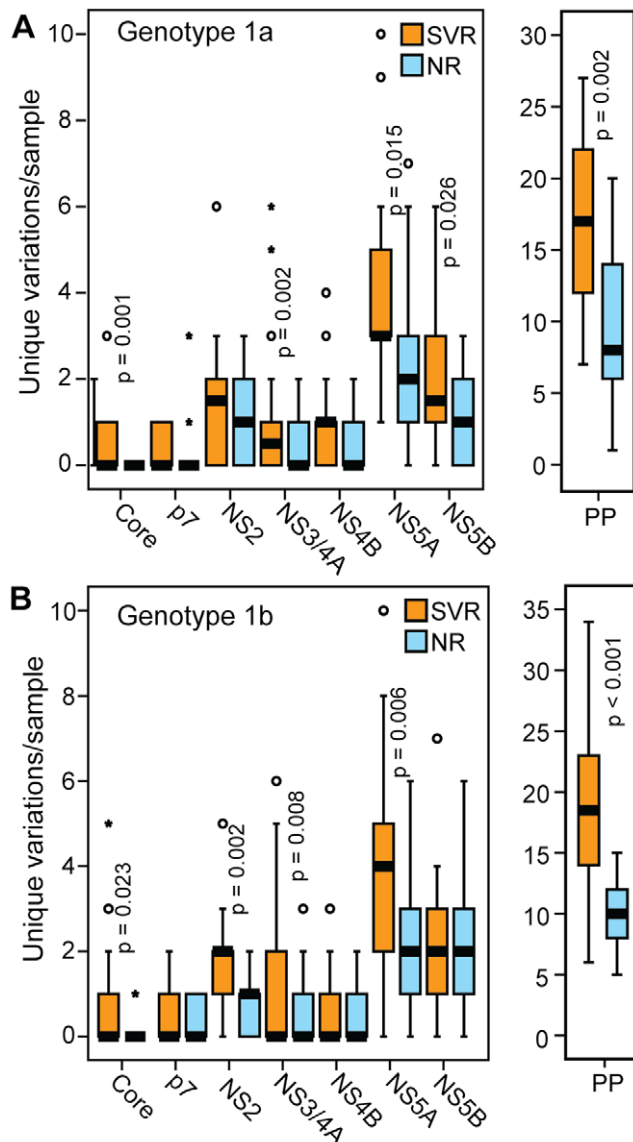 A
Genotype 1a
SVR
NR
Unique variations/sample
10
8
6
4
2
0
p = 0.001
p = 0.002
p = 0.015
p = 0.026
Core
p7
NS2
NS3/4A
NS4B
NS5A
NS5B
30
25
20
15
10
5
0
p = 0.002
PP
B
Genotype 1b
SVR
NR
Unique variations/sample
10
8
6
4
2
0
p = 0.023
p = 0.002
p = 0.008
p = 0.006
Core
p7
NS2
NS3/4A
NS4B
NS5A
NS5B
35
30
25
20
15
10
5
0
p < 0.001
PP